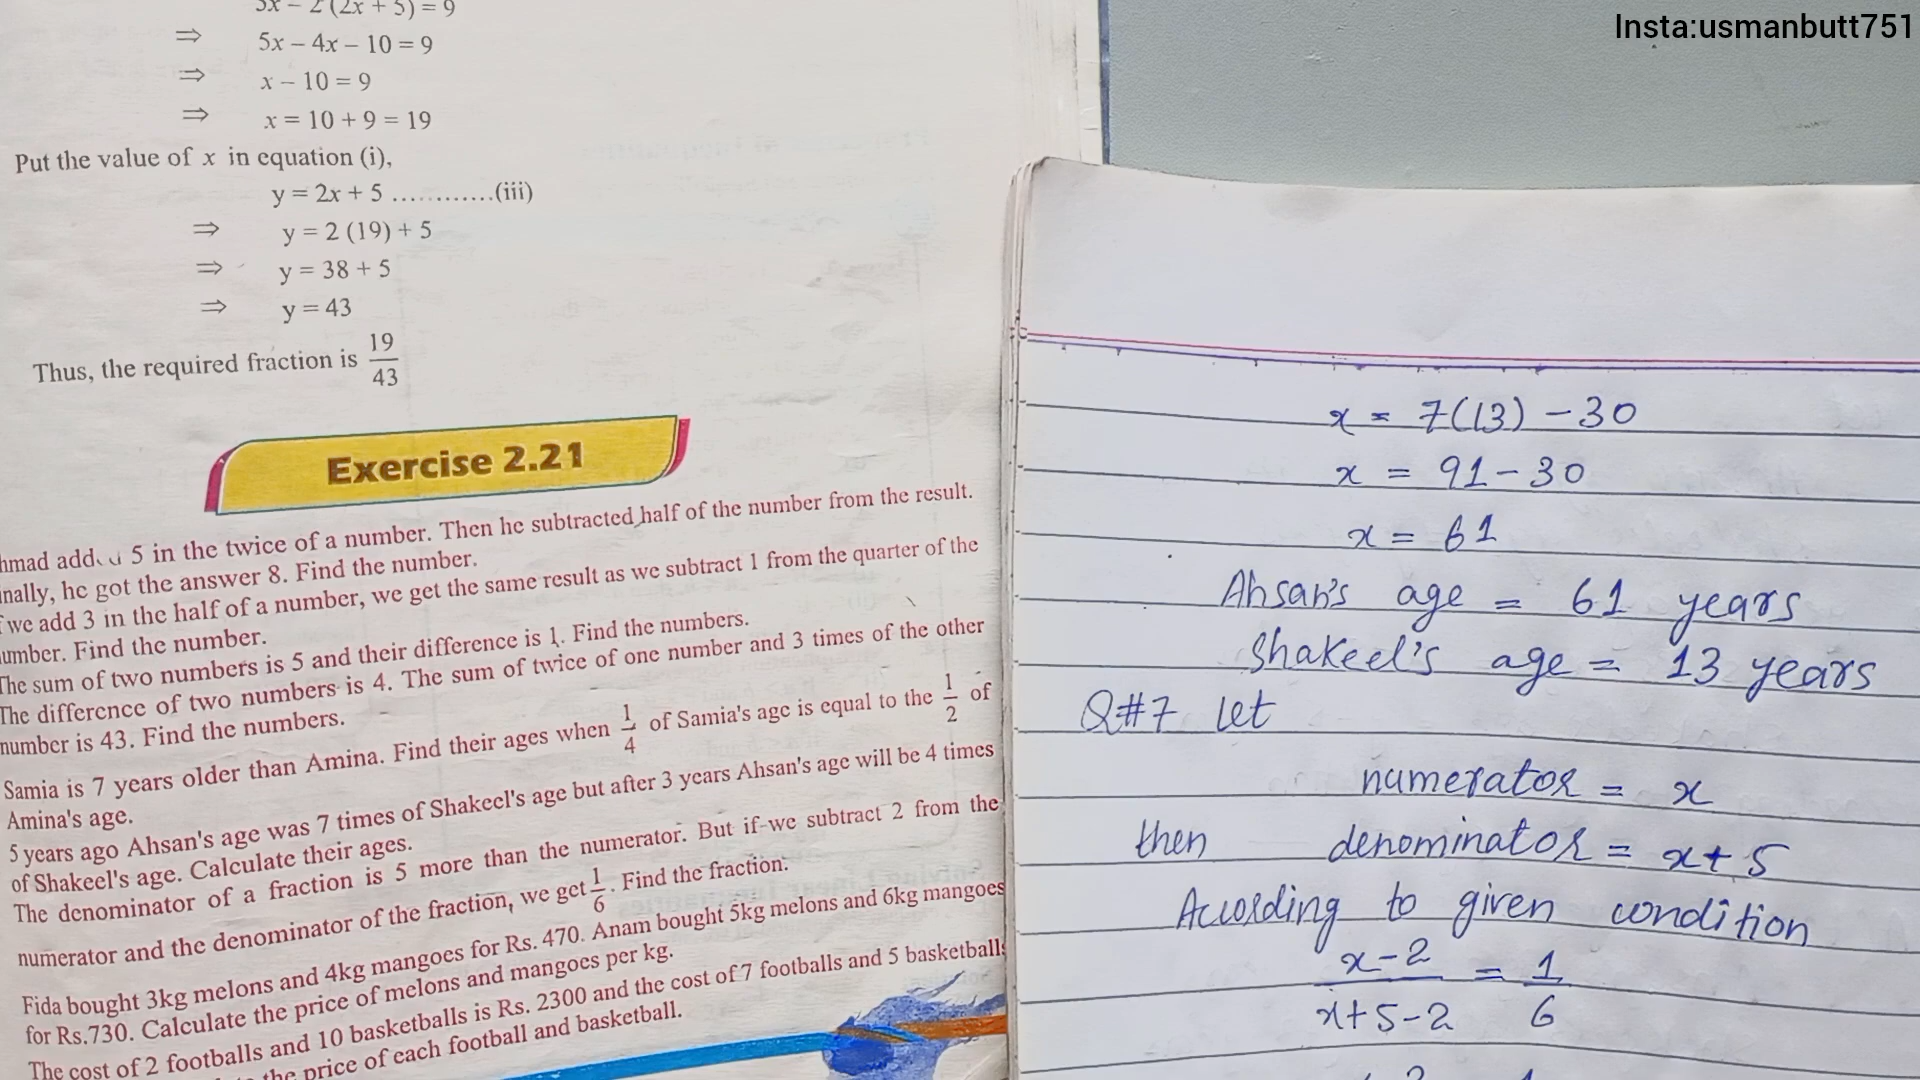 Insta:usmanbutt751
5x – 2 (2x + 5) = 9
⇒ 5x – 4x – 10 = 9
⇒ x – 10 = 9
⇒ x = 10 + 9 = 19
Put the value of x in equation (i),
y = 2x + 5 ............(iii)
⇒ y = 2 (19) + 5
⇒ y = 38 + 5
⇒ y = 43
Thus, the required fraction is 19/43
Exercise 2.21
5 in the twice of a number. Then he subtracted half of the number from the result.
he got the answer 8. Find the number.
we add 3 in the half of a number, we get the same result as we subtract 1 from the quarter of the
umber. Find the number.
The sum of two numbers is 5 and their difference is 1. Find the numbers.
The difference of two numbers is 4. The sum of twice of one number and 3 times of the other
number is 43. Find the numbers.
Samia is 7 years older than Amina. Find their ages when 1/4 of Samia's age is equal to the 1/2 of
Amina's age.
5 years ago Ahsan's age was 7 times of Shakeel's age but after 3 years Ahsan's age will be 4 times
of Shakeel's age. Calculate their ages.
The denominator of a fraction is 5 more than the numerator. But if we subtract 2 from the
numerator and the denominator of the fraction, we get 1/6. Find the fraction.
Fida bought 3kg melons and 4kg mangoes for Rs. 470. Anam bought 5kg melons and 6kg mangoes
for Rs.730. Calculate the price of melons and mangoes per kg.
The cost of 2 footballs and 10 basketballs is Rs. 2300 and the cost of 7 footballs and 5 basketballs
the price of each football and basketball.
x = 7(13) – 30
x = 91 – 30
x = 61
Ahsan's age = 61 years
Shakeel's age = 13 years
Q#7 let
numerator = x
then denominator = x + 5
According to given condition
x-2/x+5-2 = 1/6